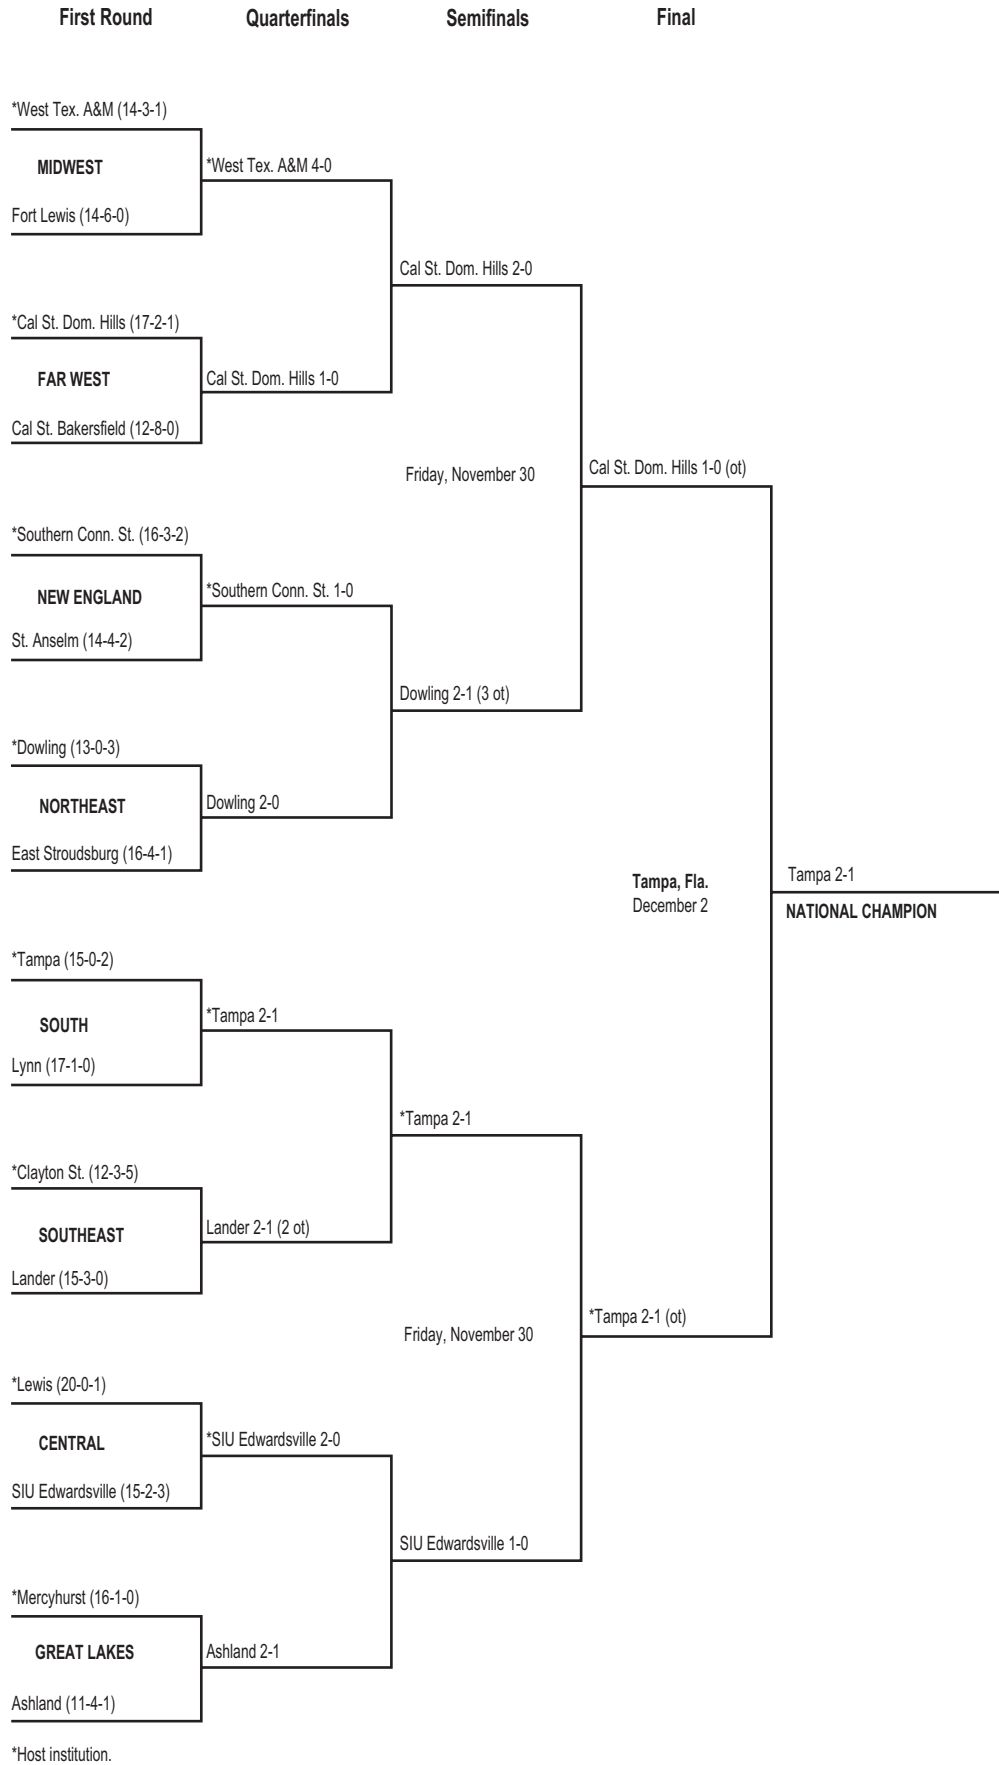 First Round Quarterfinals Semifinals Final
*West Tex. A&M (14-3-1)
MIDWEST
*West Tex. A&M 4-0
Fort Lewis (14-6-0)
Cal St. Dom. Hills 2-0
*Cal St. Dom. Hills (17-2-1)
FAR WEST
Cal St. Dom. Hills 1-0
Cal St. Bakersfield (12-8-0)
Friday, November 30
Cal St. Dom. Hills 1-0 (ot)
*Southern Conn. St. (16-3-2)
NEW ENGLAND
*Southern Conn. St. 1-0
St. Anselm (14-4-2)
Dowling 2-1 (3 ot)
*Dowling (13-0-3)
NORTHEAST
Dowling 2-0
East Stroudsburg (16-4-1)
Tampa, Fla.
December 2
Tampa 2-1
NATIONAL CHAMPION
*Tampa (15-0-2)
SOUTH
*Tampa 2-1
Lynn (17-1-0)
*Tampa 2-1
*Clayton St. (12-3-5)
SOUTHEAST
Lander 2-1 (2 ot)
Lander (15-3-0)
Friday, November 30
*Tampa 2-1 (ot)
*Lewis (20-0-1)
CENTRAL
*SIU Edwardsville 2-0
SIU Edwardsville (15-2-3)
SIU Edwardsville 1-0
*Mercyhurst (16-1-0)
GREAT LAKES
Ashland 2-1
Ashland (11-4-1)
*Host institution.